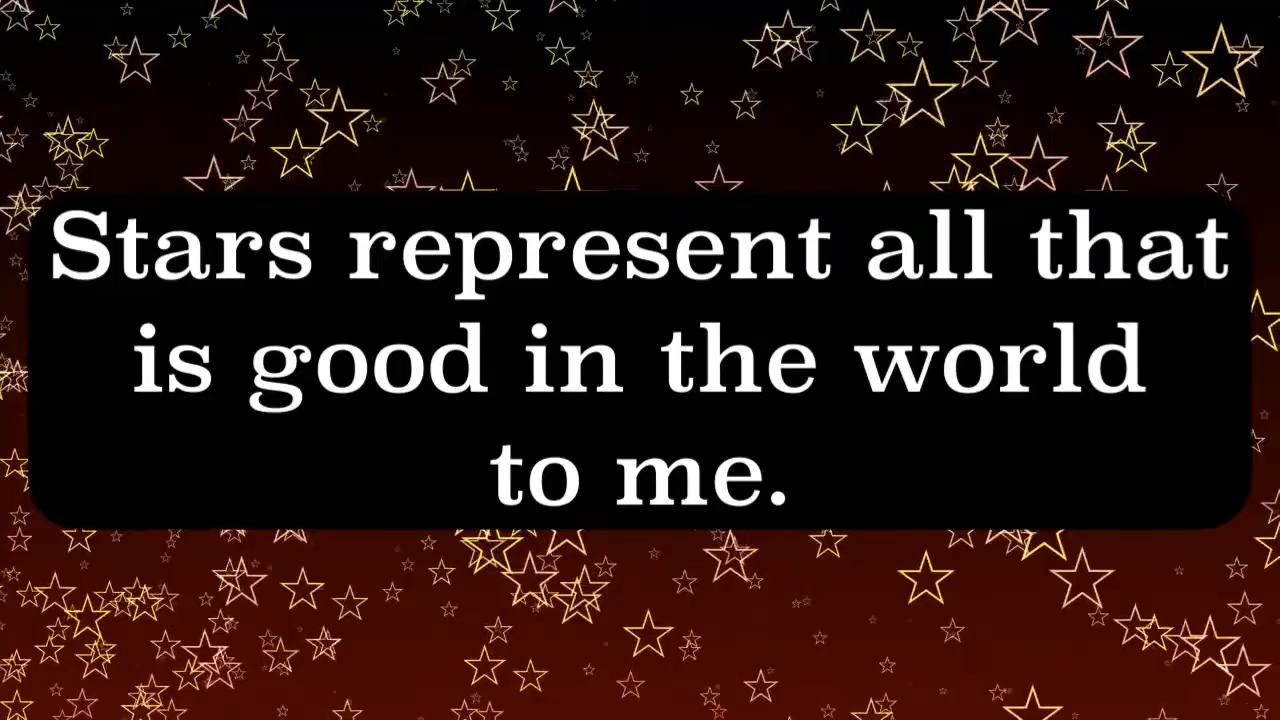 Stars represent all that
is good in the world
to me.